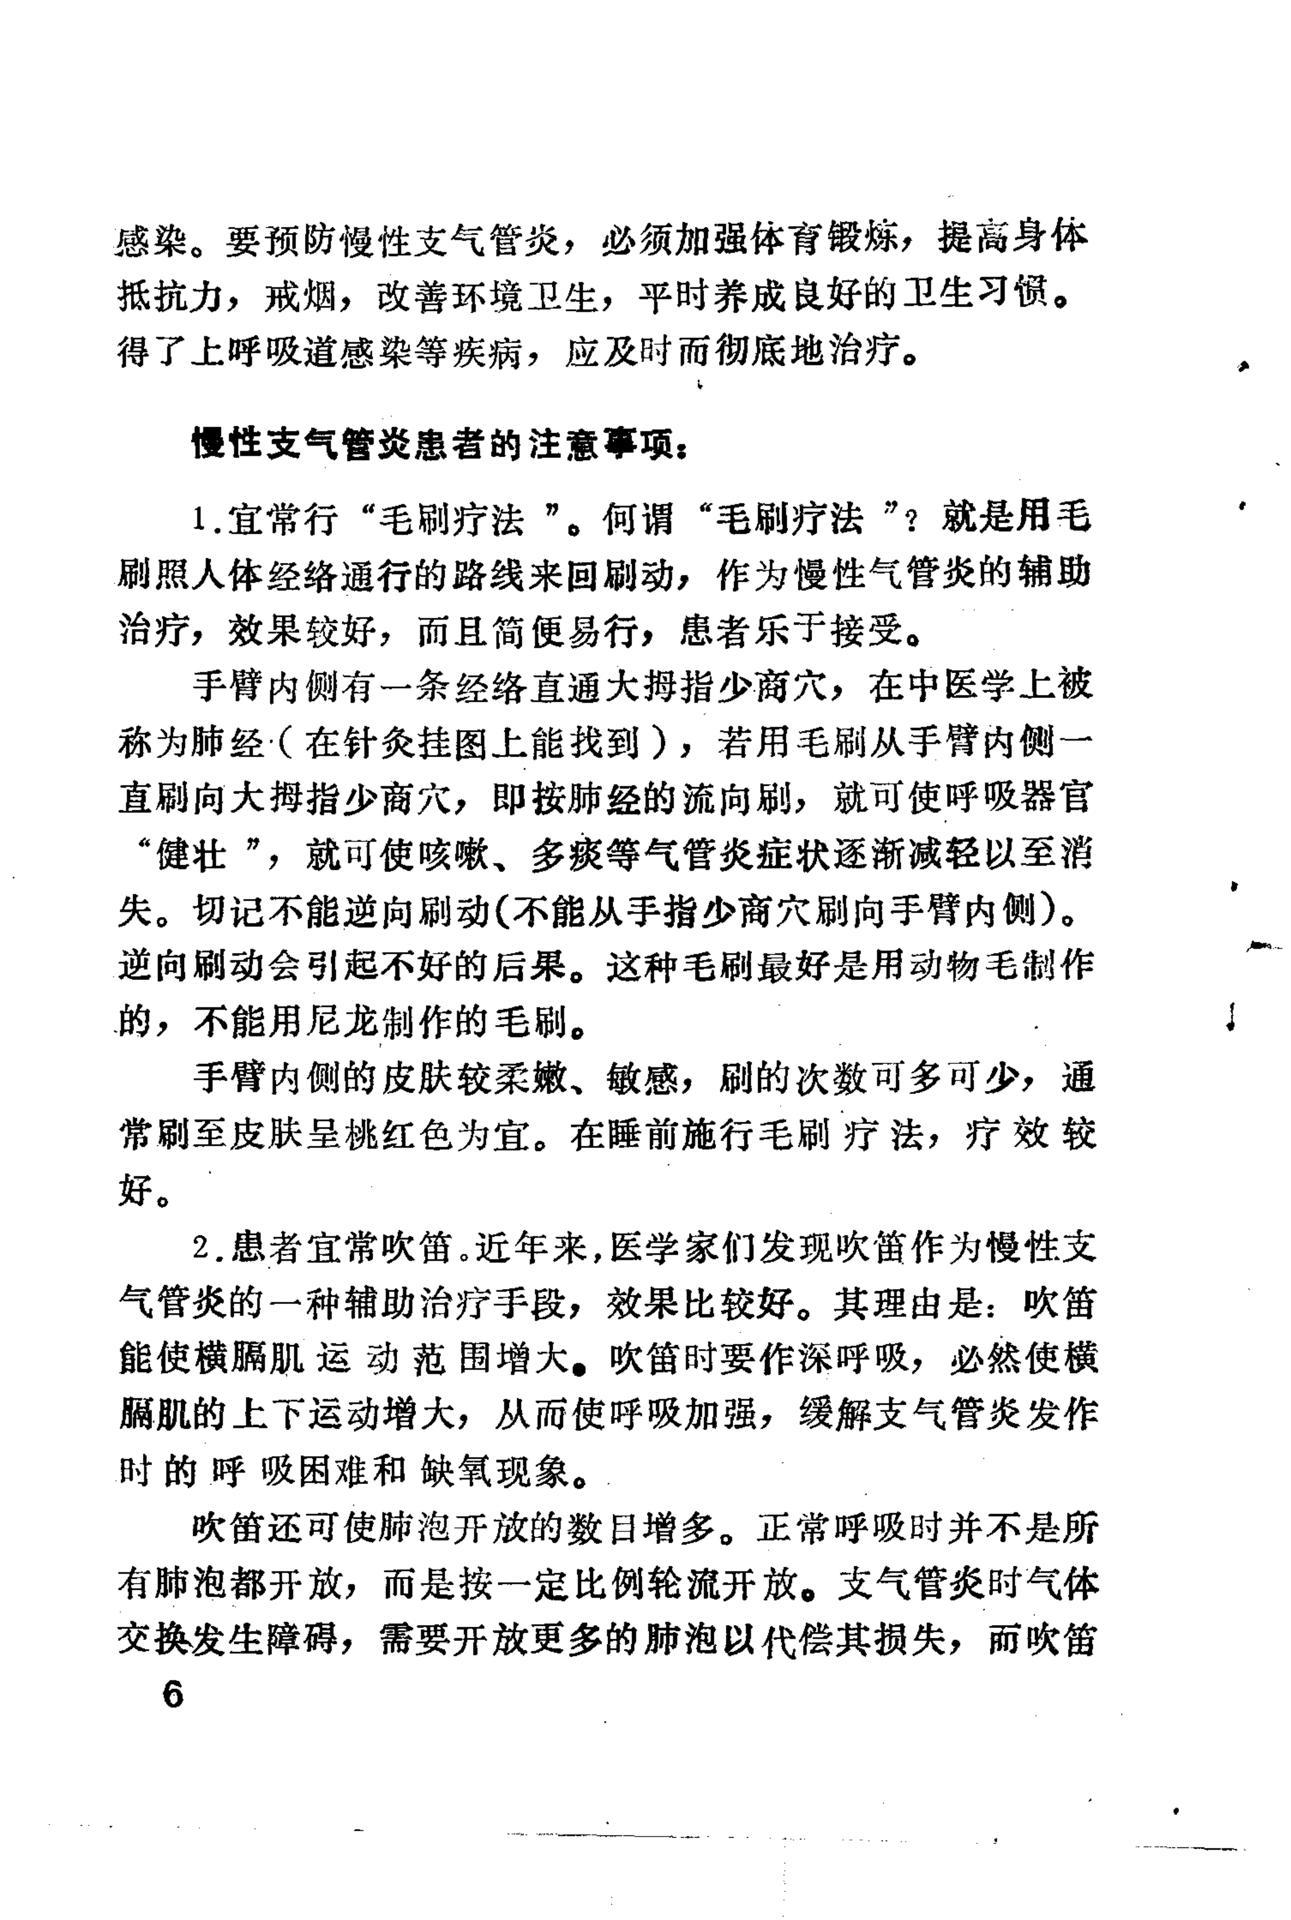 感染。要预防慢性支气管炎，必须加强体育锻炼，提高身体
抵抗力，戒烟，改善环境卫生，平时养成良好的卫生习惯。
得了上呼吸道感染等疾病，应及时而彻底地治疗。
慢性支气管炎患者的注意事项：
1.宜常行“毛刷疗法”。何谓“毛刷疗法”？就是用毛
刷照人体经络通行的路线来回刷动，作为慢性气管炎的辅助
治疗，效果较好，而且简便易行，患者乐于接受。
手臂内侧有一条经络直通大拇指少商穴，在中医学上被
称为肺经（在针灸挂图上能找到），若用毛刷从手臂内侧一
直刷向大拇指少商穴，即按肺经的流向刷，就可使呼吸器官
“健壮”，就可使咳嗽、多痰等气管炎症状逐渐减轻以至消
失。切记不能逆向刷动(不能从手指少商穴刷向手臂内侧)。
逆向刷动会引起不好的后果。这种毛刷最好是用动物毛制作
的，不能用尼龙制作的毛刷。
手臂内侧的皮肤较柔嫩、敏感，刷的次数可多可少，通
常刷至皮肤呈桃红色为宜。在睡前施行毛刷疗法，疗效较
好。
2.患者宜常吹笛。近年来，医学家们发现吹笛作为慢性支
气管炎的一种辅助治疗手段，效果比较好。其理由是：吹笛
能使横膈肌运动范围增大。吹笛时要作深呼吸，必然使横
膈肌的上下运动增大，从而使呼吸加强，缓解支气管炎发作
时的呼吸困难和缺氧现象。
吹笛还可使肺泡开放的数目增多。正常呼吸时并不是所
有肺泡都开放，而是按一定比例轮流开放。支气管炎时气体
交换发生障碍，需要开放更多的肺泡以代偿其损失，而吹笛
6